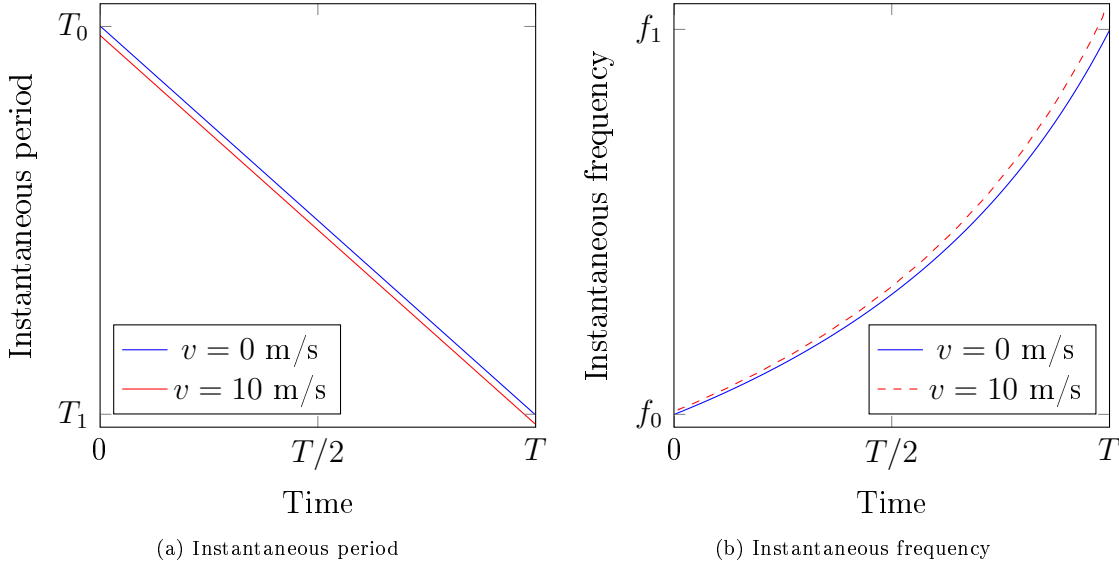 T₀
T₁
Instantaneous period
v = 0 m/s
v = 10 m/s
0
T/2
T
Time
(a) Instantaneous period
f₁
f₀
Instantaneous frequency
v = 0 m/s
v = 10 m/s
0
T/2
T
Time
(b) Instantaneous frequency